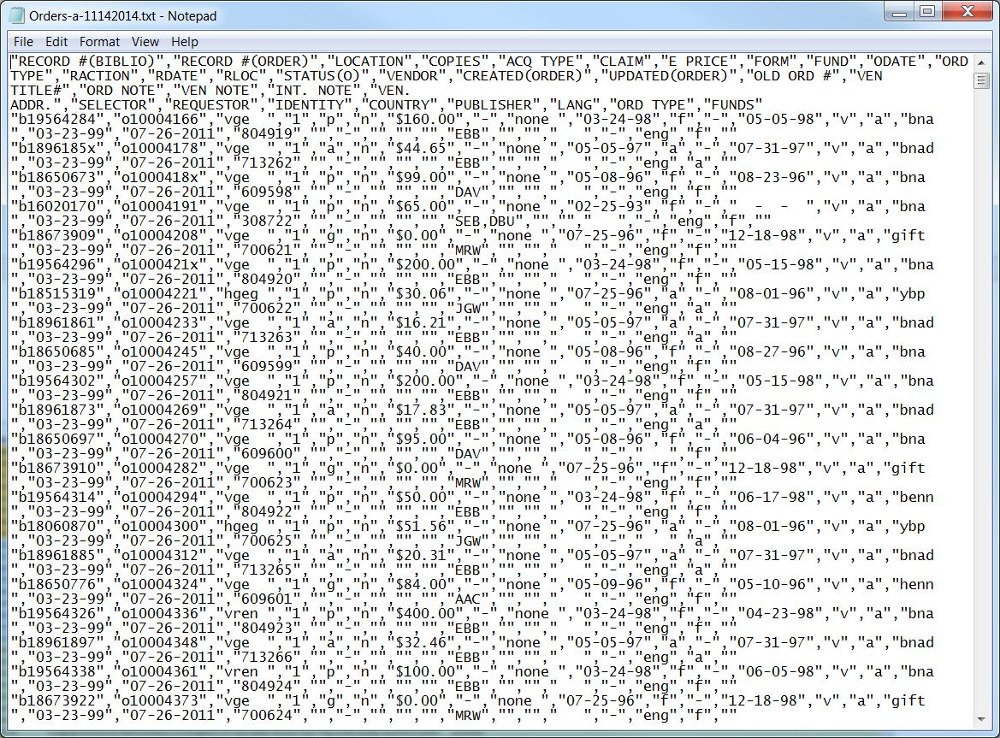 Orders-a-11142014.txt - Notepad
File Edit Format View Help
"RECORD #(BIBLIO)","RECORD #(ORDER)","LOCATION","COPIES","ACQ TYPE","CLAIM","E PRICE","FORM","FUND","ODATE","ORD
TYPE","RACTION","RDATE","RLOC","STATUS(O)","VENDOR","CREATED(ORDER)","UPDATED(ORDER)","OLD ORD #","VEN
TITLE#","ORD NOTE","VEN NOTE","INT. NOTE","VEN.
ADDR.","SELECTOR","REQUESTOR","IDENTITY","COUNTRY","PUBLISHER","LANG","ORD TYPE","FUNDS"
"b19564284","o10004166","vge  ","1","p","n","$160.00","-","none ","03-24-98","f","-","05-05-98","v","a","bna
","03-23-99","07-26-2011","804919","","-","","","","EBB","","","   ","-","eng","f",""
"b1896185x","o10004178","vge  ","1","a","n","$44.65","-","none ","05-05-97","a","-","07-31-97","v","a","bnad
","03-23-99","07-26-2011","713262","","-","","","","EBB","","","   ","-","eng","a",""
"b18650673","o1000418x","vge  ","1","p","n","$99.00","-","none ","05-08-96","f","-","08-23-96","v","a","bna
","03-23-99","07-26-2011","609598","","-","","","","DAV","","","   ","-","eng","f",""
"b16020170","o10004191","vge  ","1","p","n","$65.00","-","none ","02-25-93","f","-","  -  -  ","v","a","bna
","03-23-99","07-26-2011","308722","","-","","","","SEB,DBU","","","   ","-","eng","f",""
"b18673909","o10004208","vge  ","1","g","n","$0.00","-","none ","07-25-96","f","-","12-18-98","v","a","gift
","03-23-99","07-26-2011","700621","","-","","","","MRW","","","   ","-","eng","f",""
"b19564296","o1000421x","vge  ","1","p","n","$200.00","-","none ","03-24-98","f","-","05-15-98","v","a","bna
","03-23-99","07-26-2011","804920","","-","","","","EBB","","","   ","-","eng","f",""
"b18515319","o10004221","hgeg ","1","p","n","$30.06","-","none ","07-25-96","a","-","08-01-96","v","a","ybp
","03-23-99","07-26-2011","700622","","-","","","","JGW","","","   ","-","eng","a",""
"b18961861","o10004233","vge  ","1","a","n","$16.21","-","none ","05-05-97","a","-","07-31-97","v","a","bnad
","03-23-99","07-26-2011","713263","","-","","","","EBB","","","   ","-","eng","a",""
"b18650685","o10004245","vge  ","1","p","n","$40.00","-","none ","05-08-96","f","-","08-27-96","v","a","bna
","03-23-99","07-26-2011","609599","","-","","","","DAV","","","   ","-","eng","f",""
"b19564302","o10004257","vge  ","1","p","n","$200.00","-","none ","03-24-98","f","-","05-15-98","v","a","bna
","03-23-99","07-26-2011","804921","","-","","","","EBB","","","   ","-","eng","f",""
"b18961873","o10004269","vge  ","1","a","n","$17.83","-","none ","05-05-97","a","-","07-31-97","v","a","bnad
","03-23-99","07-26-2011","713264","","-","","","","EBB","","","   ","-","eng","a",""
"b18650697","o10004270","vge  ","1","p","n","$95.00","-","none ","05-08-96","f","-","06-04-96","v","a","bna
","03-23-99","07-26-2011","609600","","-","","","","DAV","","","   ","-","   ","f",""
"b18673910","o10004282","vge  ","1","g","n","$0.00","-","none ","07-25-96","f","-","12-18-98","v","a","gift
","03-23-99","07-26-2011","700623","","-","","","","MRW","","","   ","-","eng","f",""
"b19564314","o10004294","vge  ","1","p","n","$50.00","-","none ","03-24-98","f","-","06-17-98","v","a","benn
","03-23-99","07-26-2011","804922","","-","","","","EBB","","","   ","-","eng","f",""
"b18060870","o10004300","hgeg ","1","p","n","$51.56","-","none ","07-25-96","a","-","08-01-96","v","a","ybp
","03-23-99","07-26-2011","700625","","-","","","","JGW","","","   ","-","   ","a",""
"b18961885","o10004312","vge  ","1","a","n","$20.31","-","none ","05-05-97","a","-","07-31-97","v","a","bnad
","03-23-99","07-26-2011","713265","","-","","","","EBB","","","   ","-","eng","a",""
"b18650776","o10004324","vge  ","1","g","n","$84.00","-","none ","05-09-96","f","-","05-10-96","v","a","henn
","03-23-99","07-26-2011","609601","","-","","","","AAC","","","   ","-","eng","f",""
"b19564326","o10004336","vren ","1","p","n","$400.00","-","none ","03-24-98","f","-","04-23-98","v","a","bna
","03-23-99","07-26-2011","804923","","-","","","","EBB","","","   ","-","eng","f",""
"b18961897","o10004348","vge  ","1","a","n","$32.46","-","none ","05-05-97","a","-","07-31-97","v","a","bnad
","03-23-99","07-26-2011","713266","","-","","","","EBB","","","   ","-","eng","a",""
"b19564338","o10004361","vren ","1","p","n","$100.00","-","none ","03-24-98","f","-","06-05-98","v","a","bna
","03-23-99","07-26-2011","804924","","-","","","","EBB","","","   ","-","eng","f",""
"b18673922","o10004373","vge  ","1","g","n","$0.00","-","none ","07-25-96","f","-","12-18-98","v","a","gift
","03-23-99","07-26-2011","700624","","-","","","","MRW","","","   ","-","eng","f",""